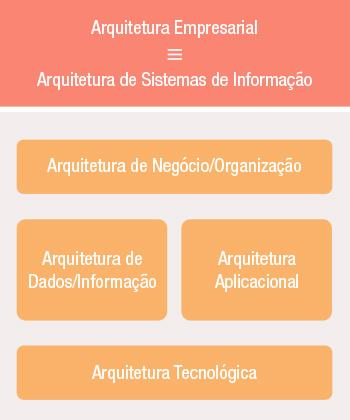 Arquitetura Empresarial
≡
Arquitetura de Sistemas de Informação
Arquitetura de Negócio/Organização
Arquitetura de
Dados/Informação
Arquitetura
Aplicacional
Arquitetura Tecnológica